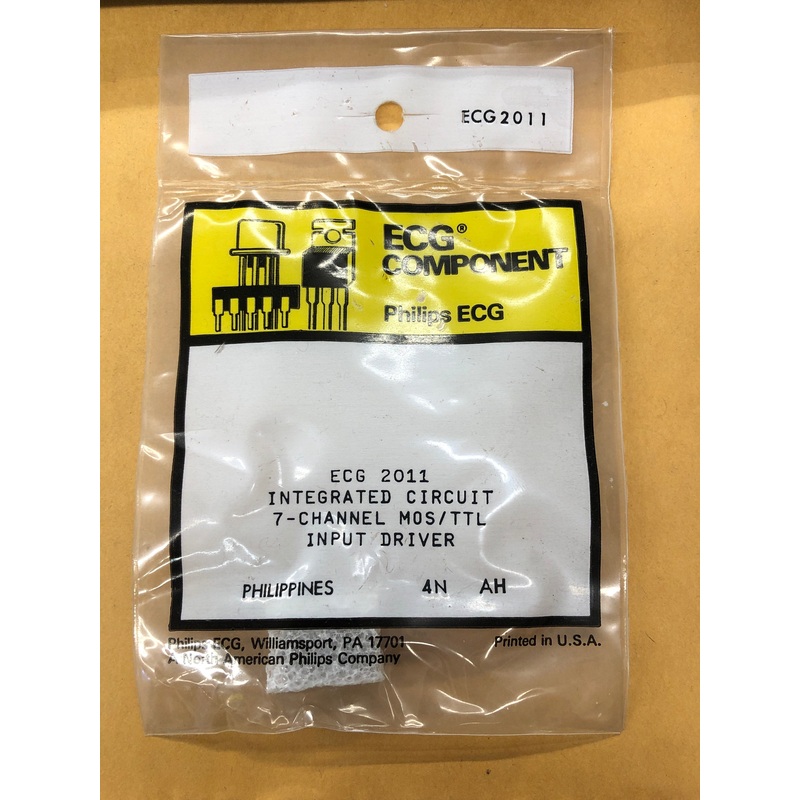 ECG2011
ECG®
COMPONENT
Philips ECG
ECG 2011
INTEGRATED CIRCUIT
7-CHANNEL MOS/TTL
INPUT DRIVER
PHILIPPINES 4N AH
Philips ECG, Williamsport, PA 17701 Printed in U.S.A.
A North American Philips Company